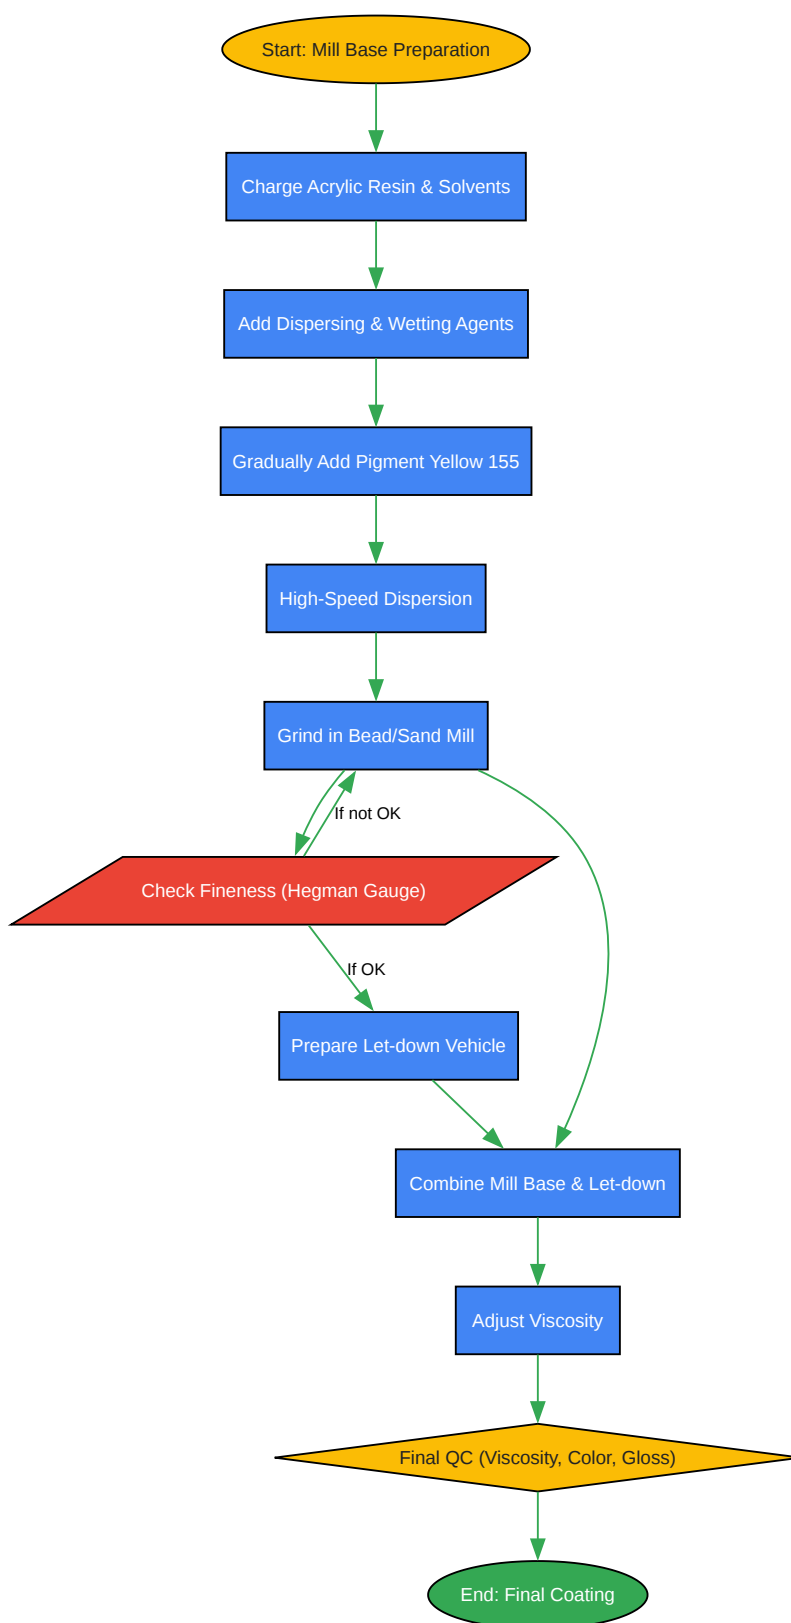 Start: Mill Base Preparation
Charge Acrylic Resin & Solvents
Add Dispersing & Wetting Agents
Gradually Add Pigment Yellow 155
High-Speed Dispersion
Grind in Bead/Sand Mill
If not OK
Check Fineness (Hegman Gauge)
If OK
Prepare Let-down Vehicle
Combine Mill Base & Let-down
Adjust Viscosity
Final QC (Viscosity, Color, Gloss)
End: Final Coating